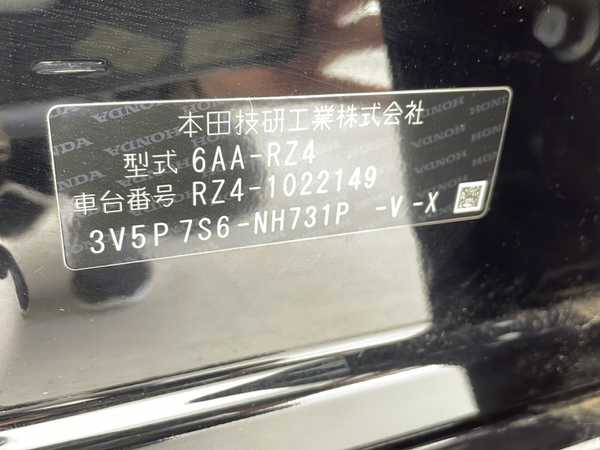 本田技研工業株式会社
型式 6AA-RZ4
車台番号 RZ4-1022149
3V5P 7S6-NH731P -V-X